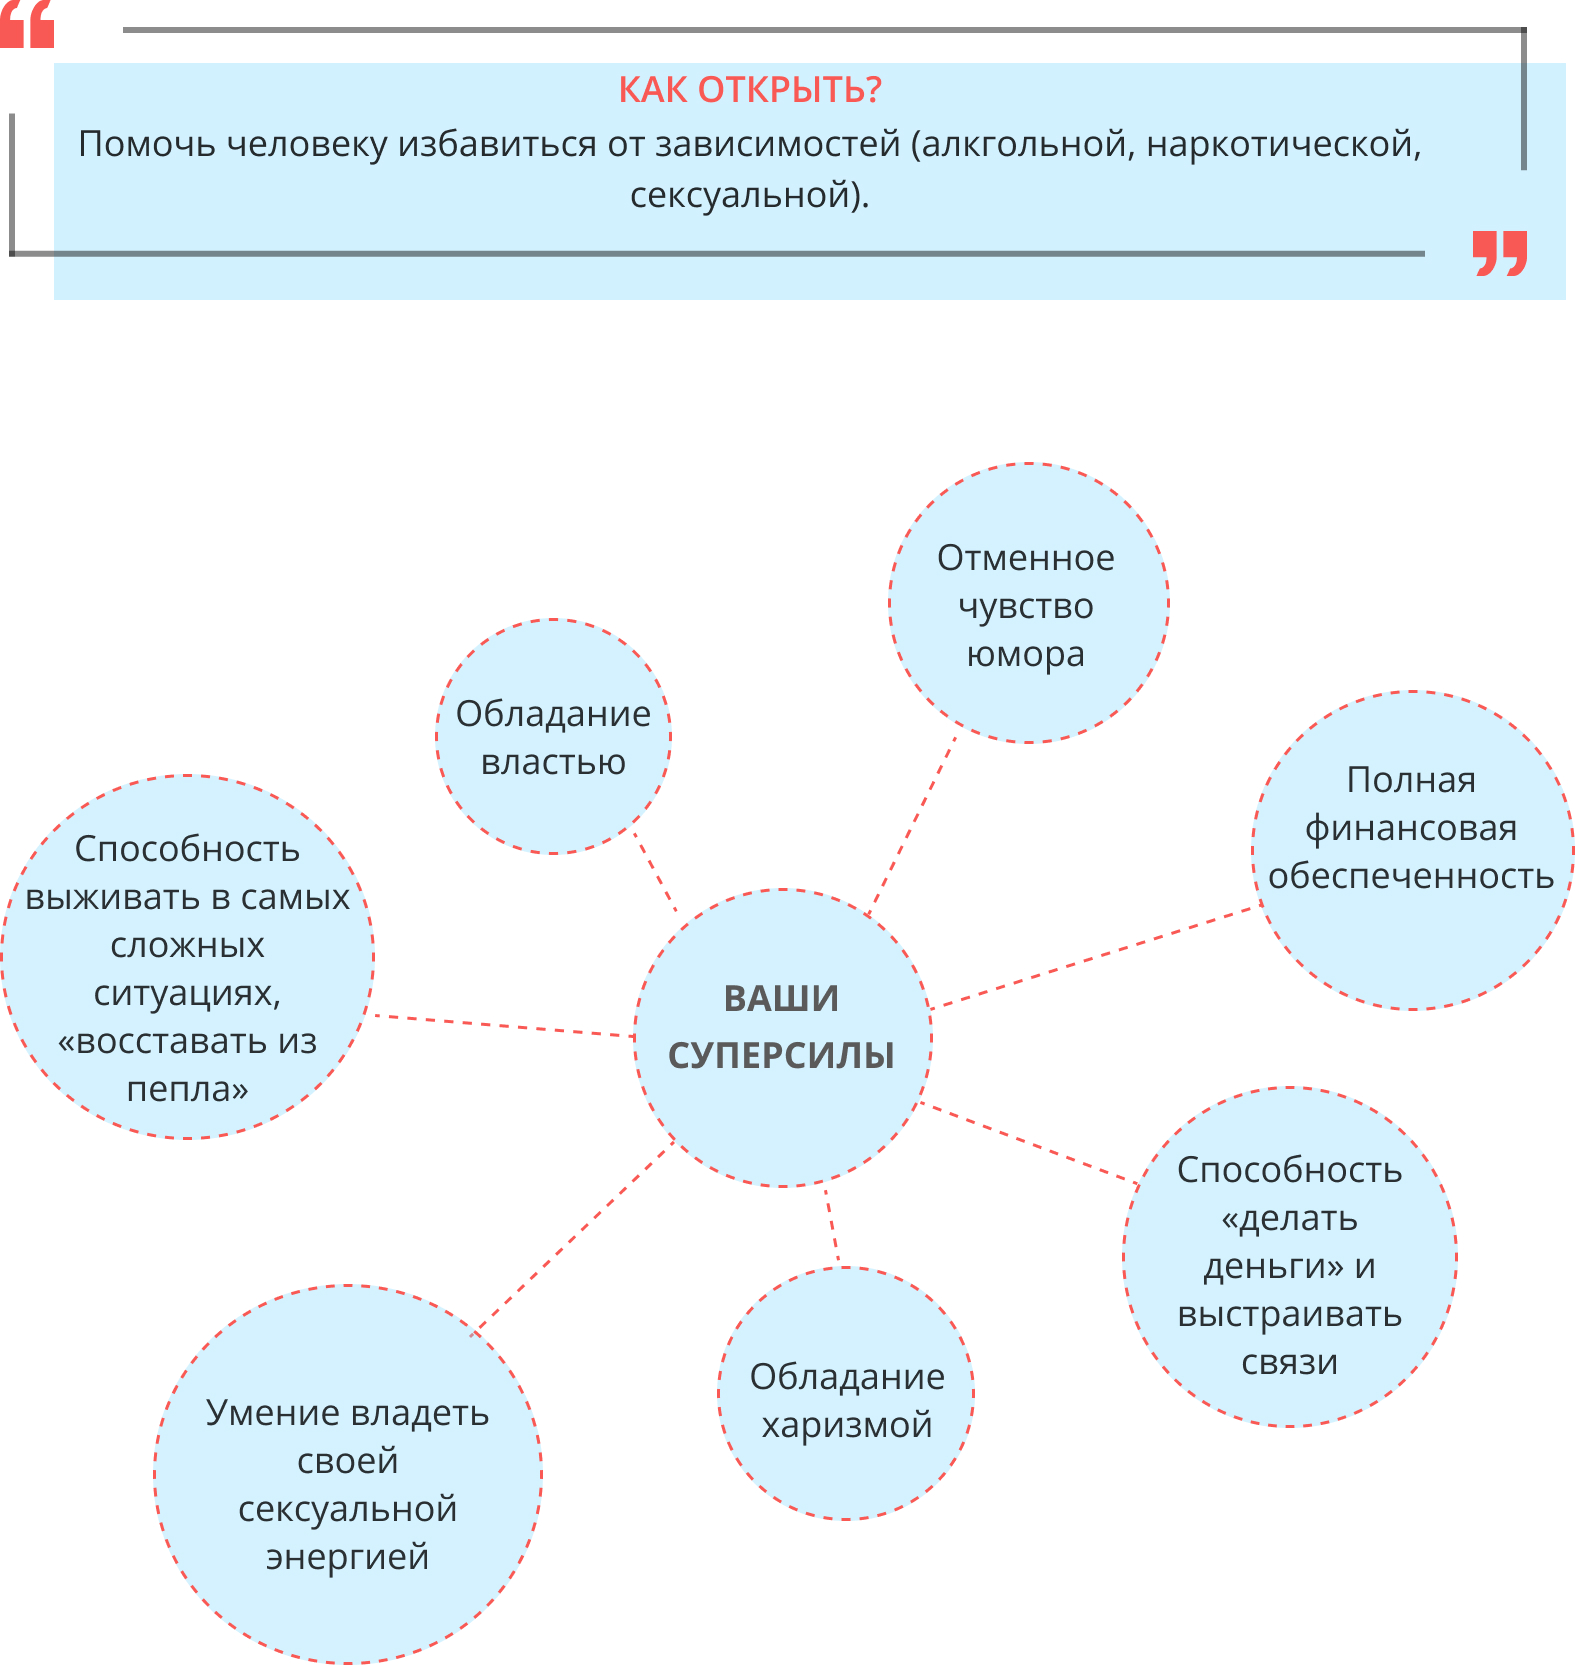 КАК ОТКРЫТЬ?
Помочь человеку избавиться от зависимостей (алкгольной, наркотической,
сексуальной).
Отменное
чувство
юмора
Обладание
властью
Полная
финансовая
обеспеченность
Способность
выживать в самых
сложных
ситуациях,
«восставать из
пепла»
ВАШИ
СУПЕРСИЛЫ
Способность
«делать
деньги» и
выстраивать
связи
Обладание
харизмой
Умение владеть
своей
сексуальной
энергией